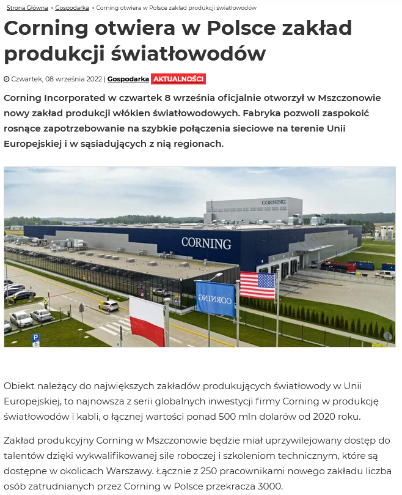 Strona Główna » Gospodarka » Corning otwiera w Polsce zakład produkcji światłowodów
Corning otwiera w Polsce zakład
produkcji światłowodów
Czwartek, 08 września 2022 | Gospodarka AKTUALNOŚCI
Corning Incorporated w czwartek 8 września oficjalnie otworzył w Mszczonowie
nowy zakład produkcji włókien światłowodowych. Fabryka pozwoli zaspokoić
rosnące zapotrzebowanie na szybkie połączenia sieciowe na terenie Unii
Europejskiej i w sąsiadujących z nią regionach.
CORNING
CORNING
CORNING
P
Obiekt należący do największych zakładów produkujących światłowody w Unii
Europejskiej, to najnowsza z serii globalnych inwestycji firmy Corning w produkcję
światłowodów i kabli, o łącznej wartości ponad 500 mln dolarów od 2020 roku.
Zakład produkcyjny Corning w Mszczonowie będzie miał uprzywilejowany dostęp do
talentów dzięki wykwalifikowanej sile roboczej i szkoleniom technicznym, które są
dostępne w okolicach Warszawy. Łącznie z 250 pracownikami nowego zakładu liczba
osób zatrudnianych przez Corning w Polsce przekracza 3000.